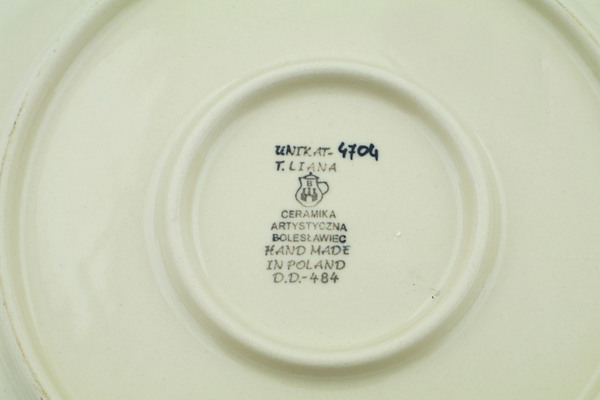 UNIKAT-4704
T. LIANA
B
CERAMIKA
ARTYSTYCZNA
BOLESŁAWIEC
HAND MADE
IN POLAND
D.D.-484